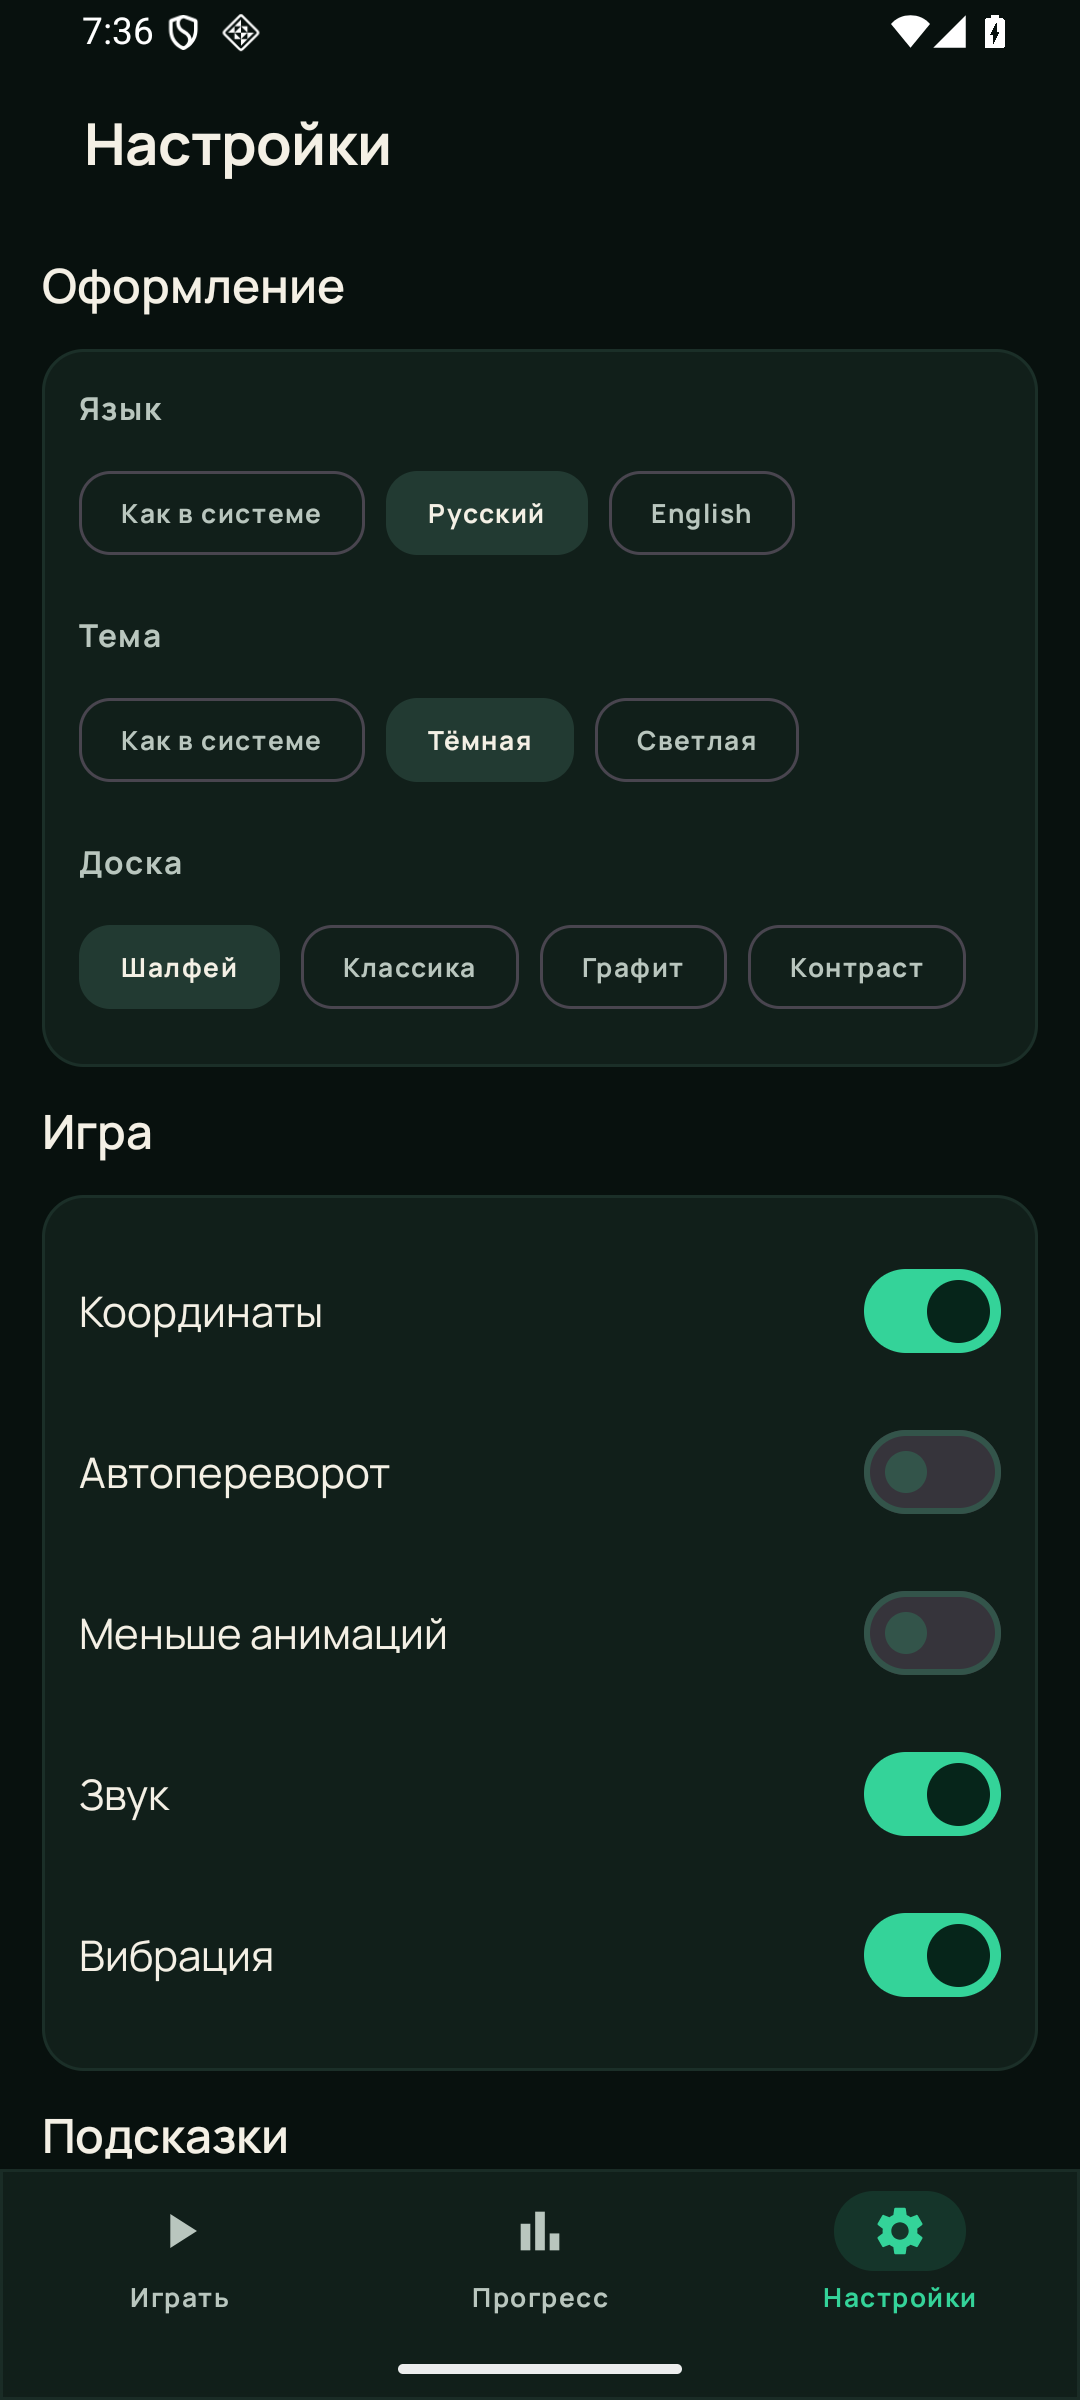 7:36
Настройки
Оформление
Язык
Как в системе Русский English
Тема
Как в системе Тёмная Светлая
Доска
Шалфей Классика Графит Контраст
Игра
Координаты
Автопереворот
Меньше анимаций
Звук
Вибрация
Подсказки
Играть Прогресс Настройки